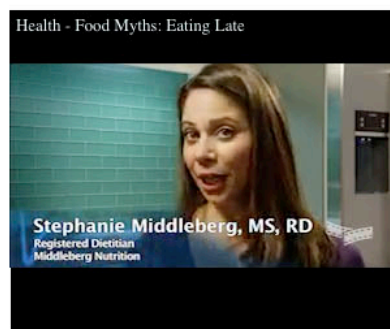 Health - Food Myths: Eating Late
Stephanie Middleberg, MS, RD
Registered Dietitian
Middleberg Nutrition